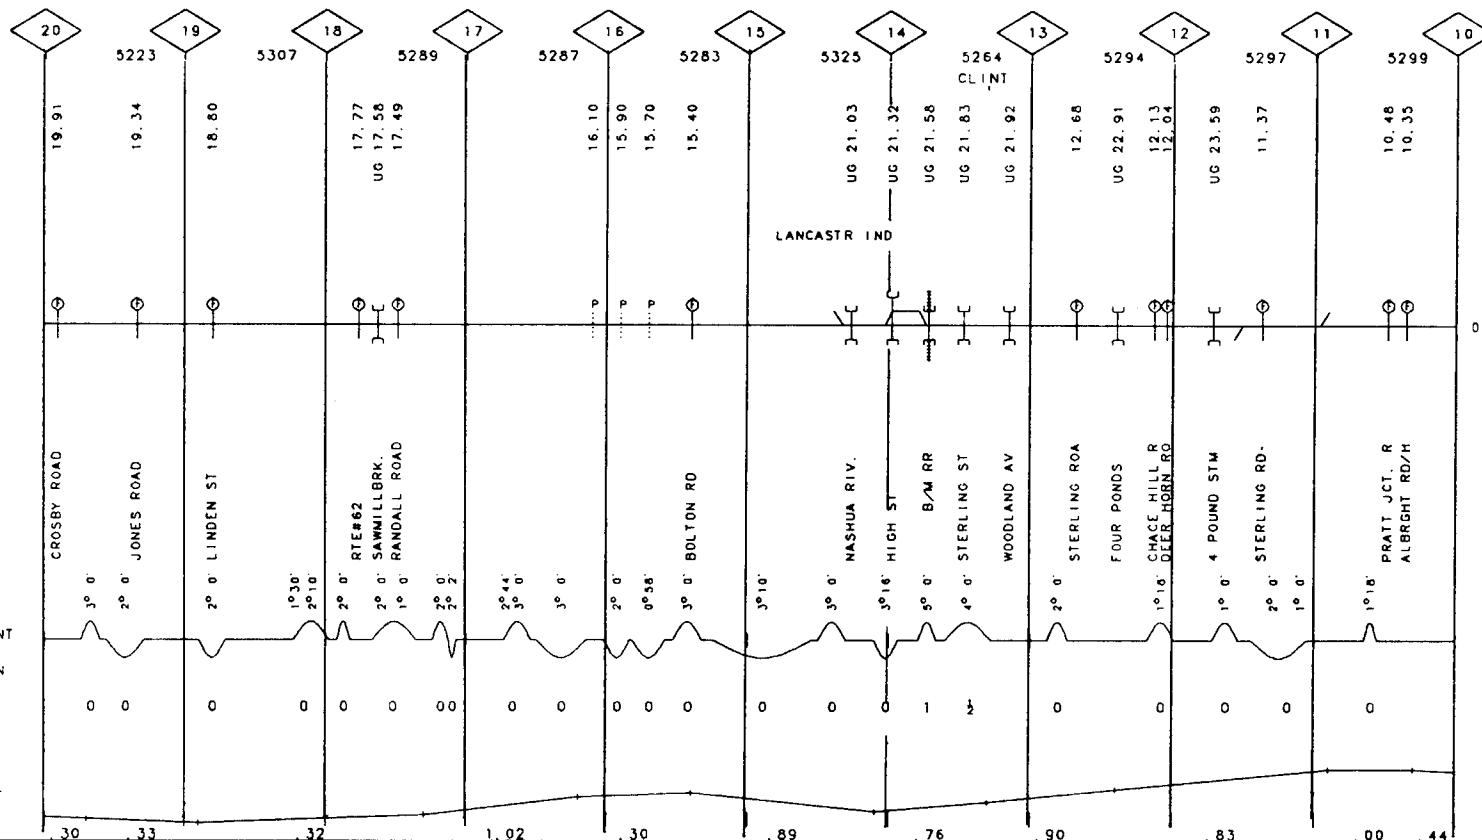 20 19 18 17 16 15 14 13 12 11 10
5223 5307 5289 5287 5283 5325 5264 5294 5297 5299
CLINT
19.91
19.34
18.80
17.77
UG 17.58
17.49
16.10
15.90
15.70
15.40
UG 21.03
UG 21.32
UG 21.58
UG 21.83
UG 21.92
12.68
UG 22.91
12.13
12.04
UG 23.59
11.37
10.48
10.35
LANCASTR IND
F F F F F P P P F F F F F F F
0
CROSBY ROAD
JONES ROAD
LINDEN ST
RTE#62
SAWMILLBRK.
RANDALL ROAD
BOLTON RD
NASHUA RIV.
HIGH ST
B/M RR
STERLING ST
WOODLAND AV
STERLING ROA
FOUR PONDS
CHACE HILL R
DEER HORN RO
4 POUND STM
STERLING RD-
PRATT JCT. R
ALBRGHT RD/H
3° 0'
2° 0'
2° 0'
1°30'
2°10'
2° 0'
2° 0'
1° 0'
2° 0'
2° 2'
2°44'
3° 0'
3° 0'
2° 0'
0°58'
3° 0'
3°10'
3° 0'
3°16'
5° 0'
4° 0'
2° 0'
1°18'
1° 0'
2° 0'
1° 0'
1°18'
NT
0 0 0 0 0 0 0 0 0 0 0 0 0 0 0 0 1 ½ 0 0 0 0 0
.30 .33 .32 1.02 .30 .89 .76 .90 .83 .00 .44